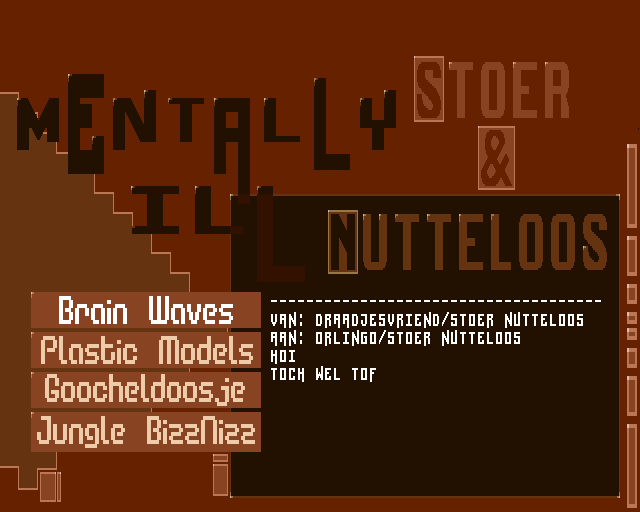 MENTALLY
ILL
STOER
&
NUTTELOOS
Brain Waves
Plastic Models
Goocheldoosje
Jungle BizzNizz
------------------------------------
VAN: DRAADJESVRIEND/STOER NUTTELOOS
AAN: ORLINGO/STOER NUTTELOOS
HOI
TOCH WEL TOF